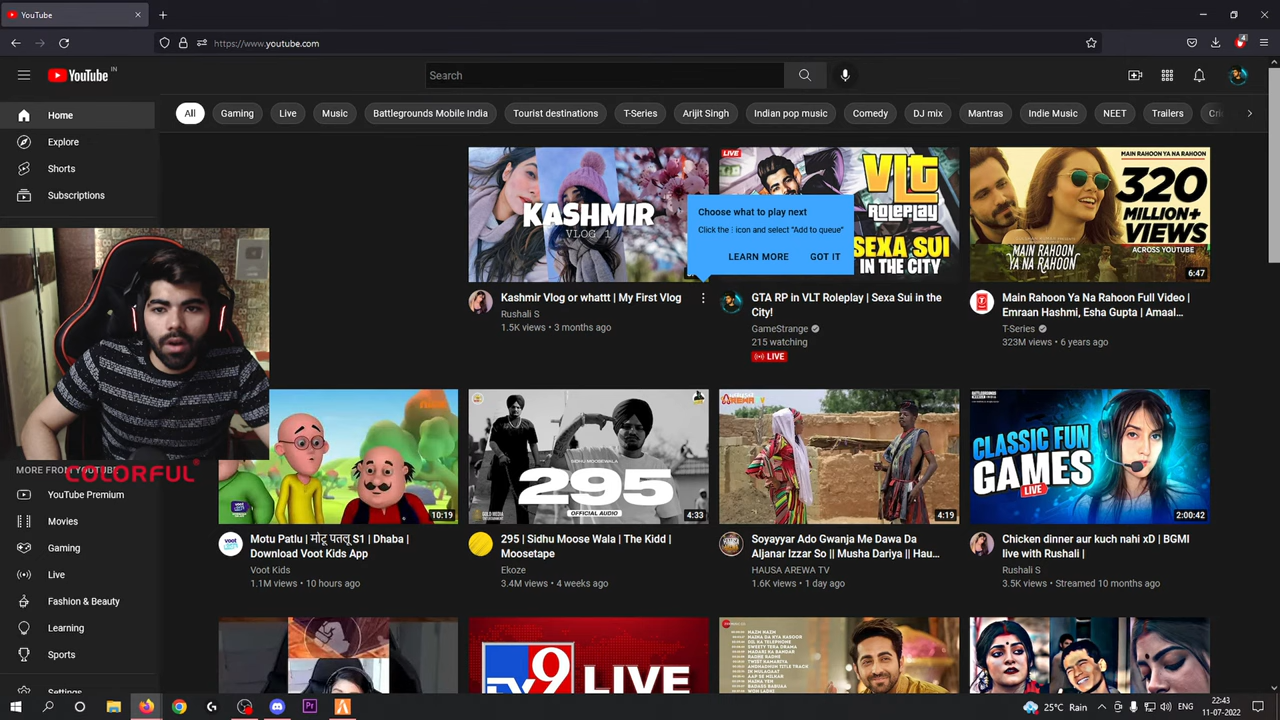 YouTube
https://www.youtube.com
4
YouTube IN
Search
Home
Explore
Shorts
Subscriptions
All
Gaming
Live
Music
Battlegrounds Mobile India
Tourist destinations
T-Series
Arijit Singh
Indian pop music
Comedy
DJ mix
Mantras
Indie Music
NEET
Trailers
Cri
KASHMIR
VLOG 1
LIVE
VLT
ROLEPLAY
SEXA SUI
IN THE CITY
MAIN RAHOON YA NA RAHOON
320
MILLION+
VIEWS
ACROSS YOUTUBE
MAIN RAHOON
YA NA RAHOON
6:47
Choose what to play next
Click the ⋮ icon and select "Add to queue"
LEARN MORE
GOT IT
Kashmir Vlog or whattt | My First Vlog
Rushali S
1.5K views • 3 months ago
GTA RP in VLT Roleplay | Sexa Sui in the
City!
GameStrange
215 watching
LIVE
Main Rahoon Ya Na Rahoon Full Video |
Emraan Hashmi, Esha Gupta | Amaal...
T-Series
323M views • 6 years ago
COLORFUL®
MORE FROM YOUTUBE
YouTube Premium
Movies
Gaming
Live
Fashion & Beauty
Learning
Sports
Settings
10:19
SIDHU MOOSEWALA
295
OFFICIAL AUDIO
4:33
4:19
CLASSIC FUN
GAMES
LIVE
2:00:42
Motu Patlu | मोटू पतलू S1 | Dhaba |
Download Voot Kids App
Voot Kids
1.1M views • 10 hours ago
295 | Sidhu Moose Wala | The Kidd |
Moosetape
Ekoze
3.4M views • 4 weeks ago
Soyayyar Ado Gwanja Me Dawa Da
Aljanar Izzar So || Musha Dariya || Hau...
HAUSA AREWA TV
1.6K views • 1 day ago
Chicken dinner aur kuch nahi xD | BGMI
live with Rushali |
Rushali S
3.5K views • Streamed 10 months ago
9
LIVE
25°C Rain
ENG
22:43
11-07-2022